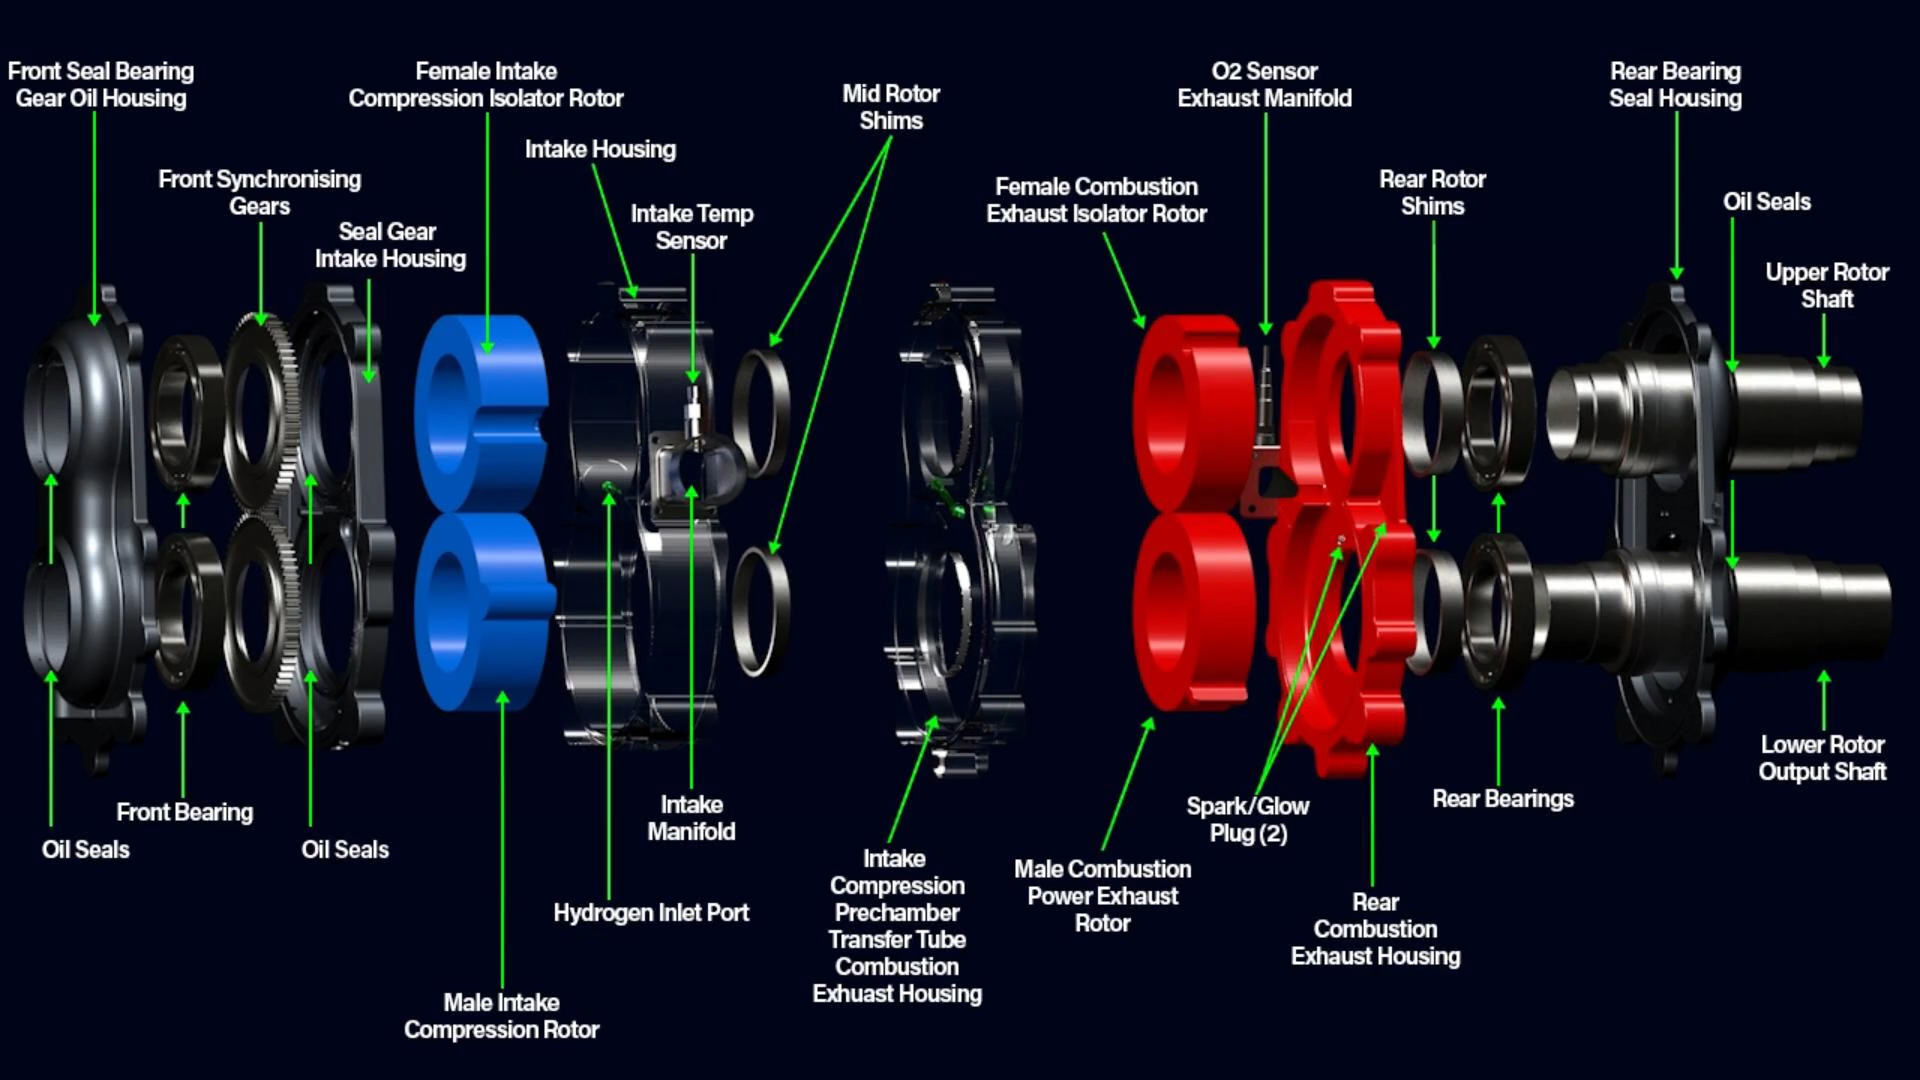 Front Seal Bearing
Gear Oil Housing
Female Intake
Compression Isolator Rotor
Mid Rotor
Shims
O2 Sensor
Exhaust Manifold
Rear Bearing
Seal Housing
Intake Housing
Front Synchronising
Gears
Female Combustion
Exhaust Isolator Rotor
Rear Rotor
Shims
Oil Seals
Intake Temp
Sensor
Seal Gear
Intake Housing
Upper Rotor
Shaft
Lower Rotor
Output Shaft
Front Bearing
Intake
Manifold
Spark/Glow
Plug (2)
Rear Bearings
Oil Seals
Oil Seals
Intake
Compression
Prechamber
Transfer Tube
Combustion
Exhuast Housing
Male Combustion
Power Exhaust
Rotor
Rear
Combustion
Exhaust Housing
Hydrogen Inlet Port
Male Intake
Compression Rotor